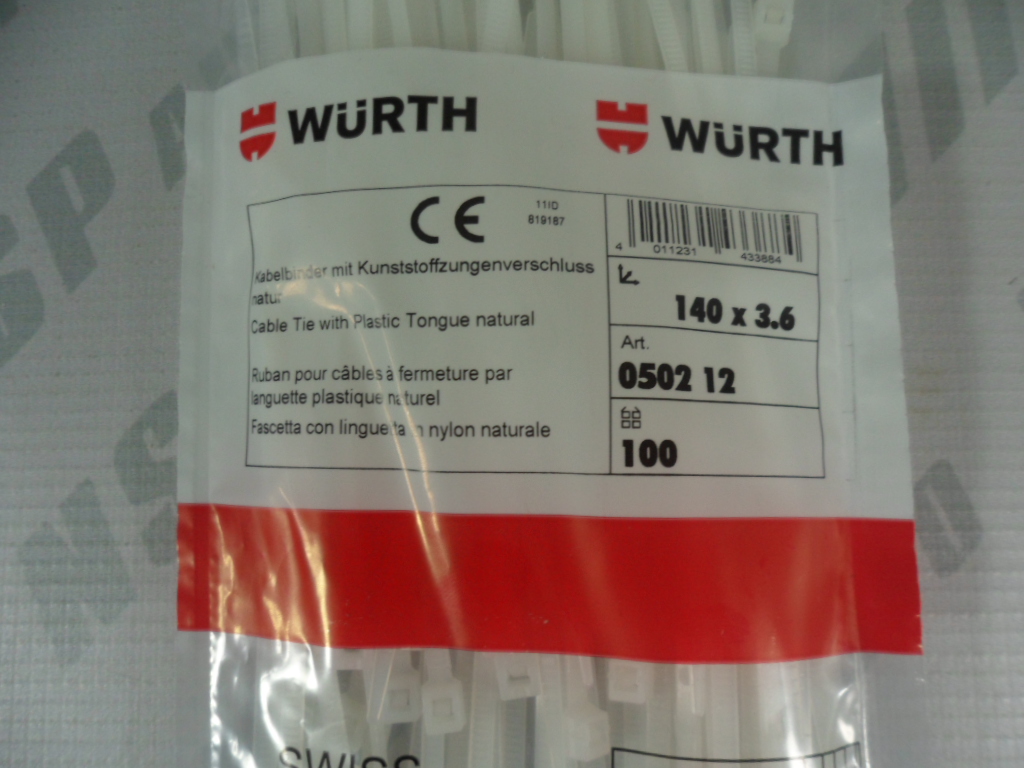 WÜRTH WÜRTH
CE
11ID
819187
Kabelbinder mit Kunststoffzungenverschluss
natur
Cable Tie with Plastic Tongue natural
Ruban pour câbles à fermeture par
languette plastique naturel
Fascetta con linguetta in nylon naturale
4 011231 433884
140 x 3.6
Art.
0502 12
100
SWISS